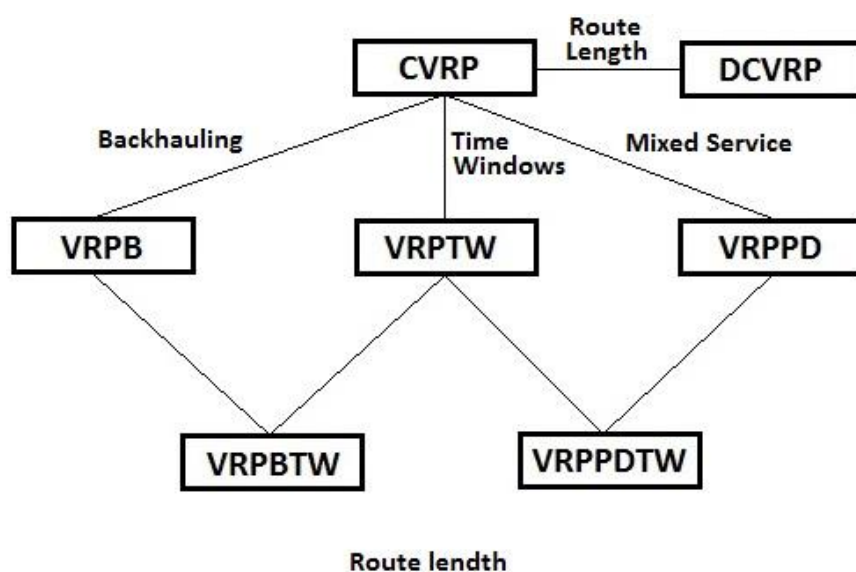 Route
Length
CVRP
DCVRP
Backhauling
Time
Windows
Mixed Service
VRPB
VRPTW
VRPPD
VRPBTW
VRPPDTW
Route lendth